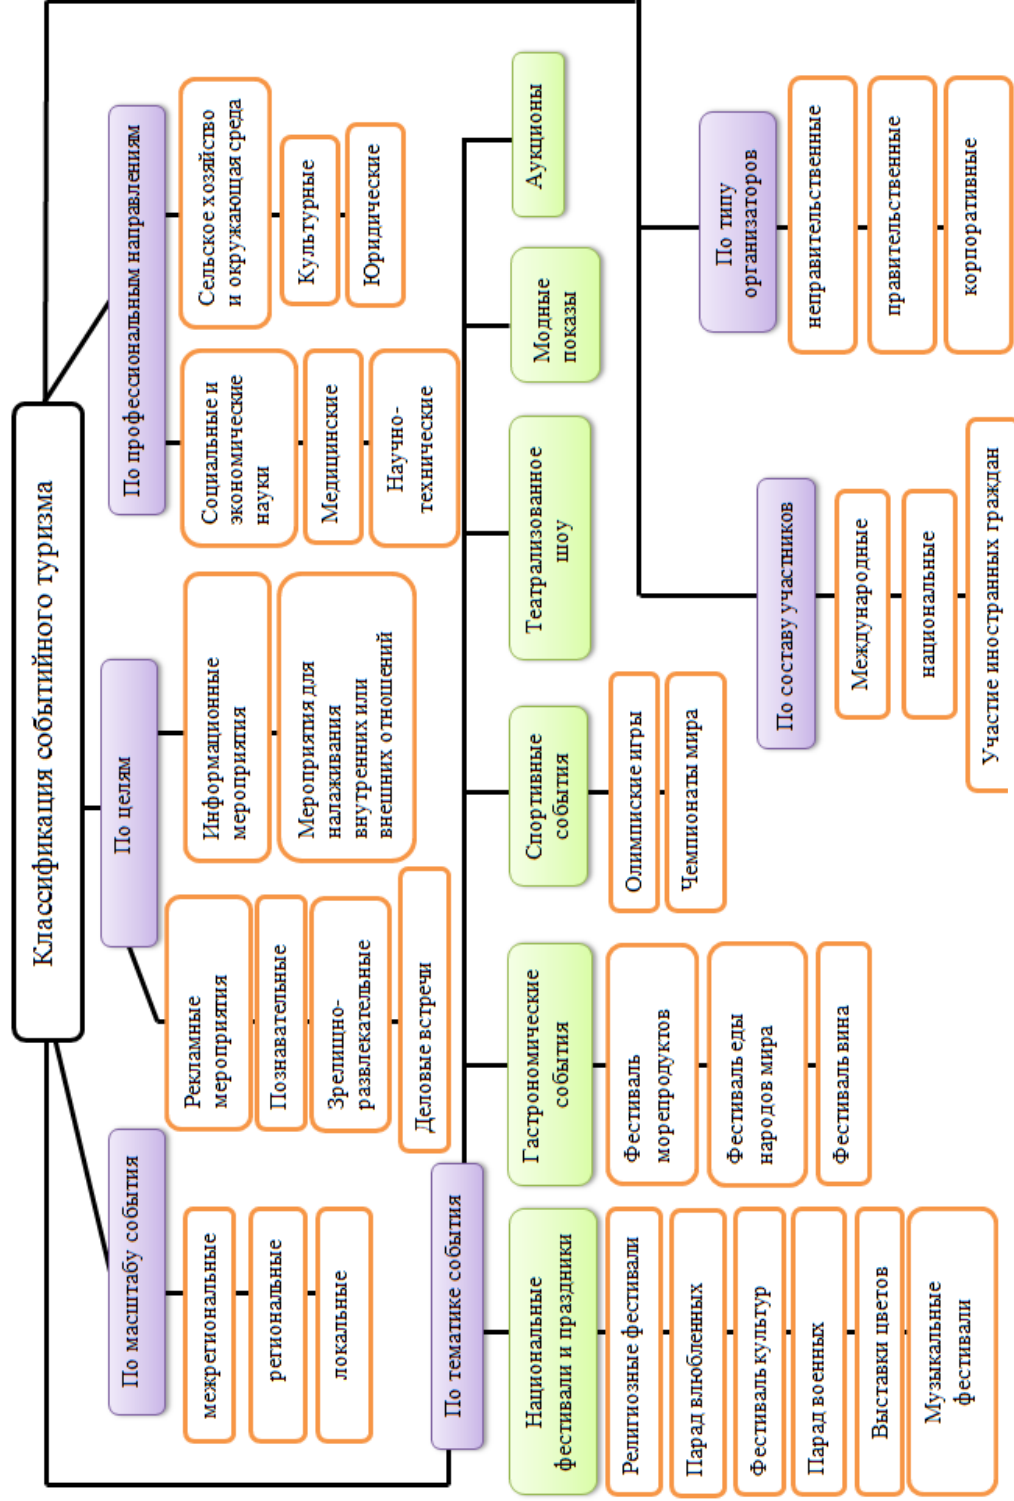 Классификация событийного туризма
По масштабу события
межрегиональные
региональные
локальные
По целям
Рекламные
мероприятия
Познавательные
Зрелищно-
развлекательные
Деловые встречи
Информационные
мероприятия
Мероприятия для
налаживания
внутренних или
внешних отношений
По профессиональным направлениям
Социальные и
экономические
науки
Медицинские
Научно-
технические
Сельское хозяйство
и окружающая среда
Культурные
Юридические
По тематике события
Национальные
фестивали и праздники
Религиозные фестивали
Парад влюбленных
Фестиваль культур
Парад военных
Выставки цветов
Музыкальные
фестивали
Гастрономические
события
Фестиваль
морепродуктов
Фестиваль еды
народов мира
Фестиваль вина
Спортивные
события
Олимпиские игры
Чемпионаты мира
Театрализованное
шоу
Модные
показы
Аукционы
По составу участников
Международные
национальные
Участие иностранных граждан
По типу
организаторов
неправительственные
правительственные
корпоративные